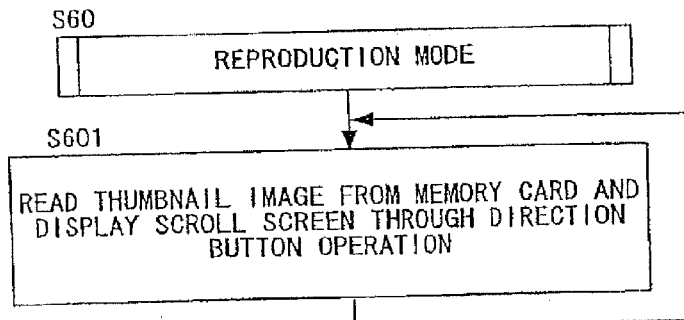 S60
REPRODUCTION MODE
S601
READ THUMBNAIL IMAGE FROM MEMORY CARD AND
DISPLAY SCROLL SCREEN THROUGH DIRECTION
BUTTON OPERATION